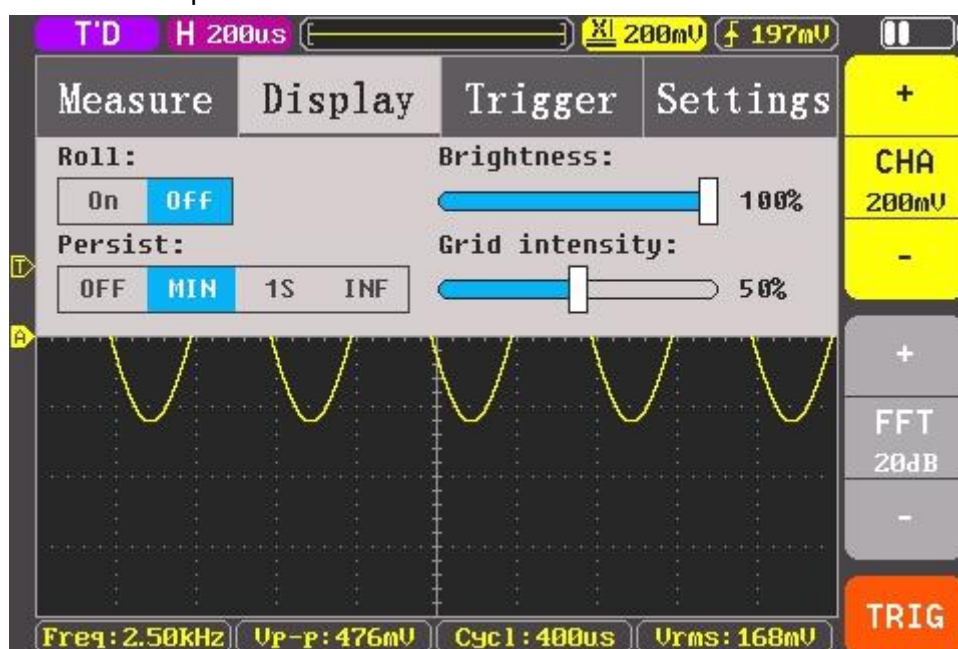 T'D H 200us X1 200mV 197mV
Measure Display Trigger Settings
+
CHA
200mV
-
Roll:
On OFF
Brightness:
100%
Persist:
OFF MIN 1S INF
Grid intensity:
50%
T
A
+
FFT
20dB
-
TRIG
Freq:2.50kHz Vp-p:476mV Cycl:400us Vrms:168mV